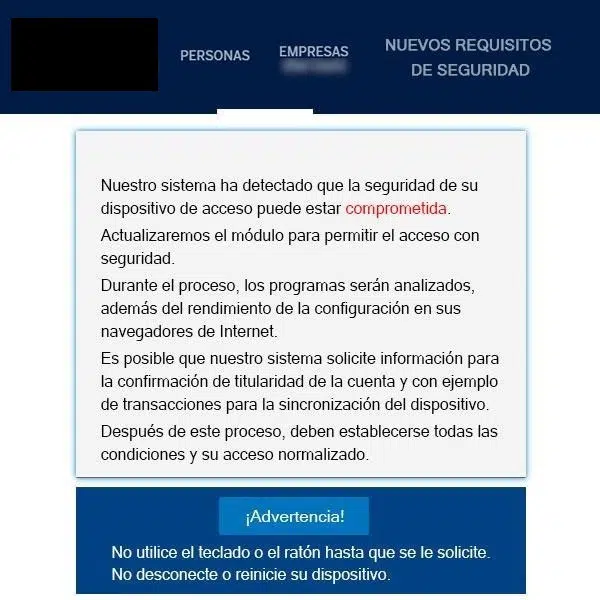 PERSONAS
EMPRESAS
NUEVOS REQUISITOS
DE SEGURIDAD
Nuestro sistema ha detectado que la seguridad de su
dispositivo de acceso puede estar comprometida.
Actualizaremos el módulo para permitir el acceso con
seguridad.
Durante el proceso, los programas serán analizados,
además del rendimiento de la configuración en sus
navegadores de Internet.
Es posible que nuestro sistema solicite información para
la confirmación de titularidad de la cuenta y con ejemplo
de transacciones para la sincronización del dispositivo.
Después de este proceso, deben establecerse todas las
condiciones y su acceso normalizado.
¡Advertencia!
No utilice el teclado o el ratón hasta que se le solicite.
No desconecte o reinicie su dispositivo.